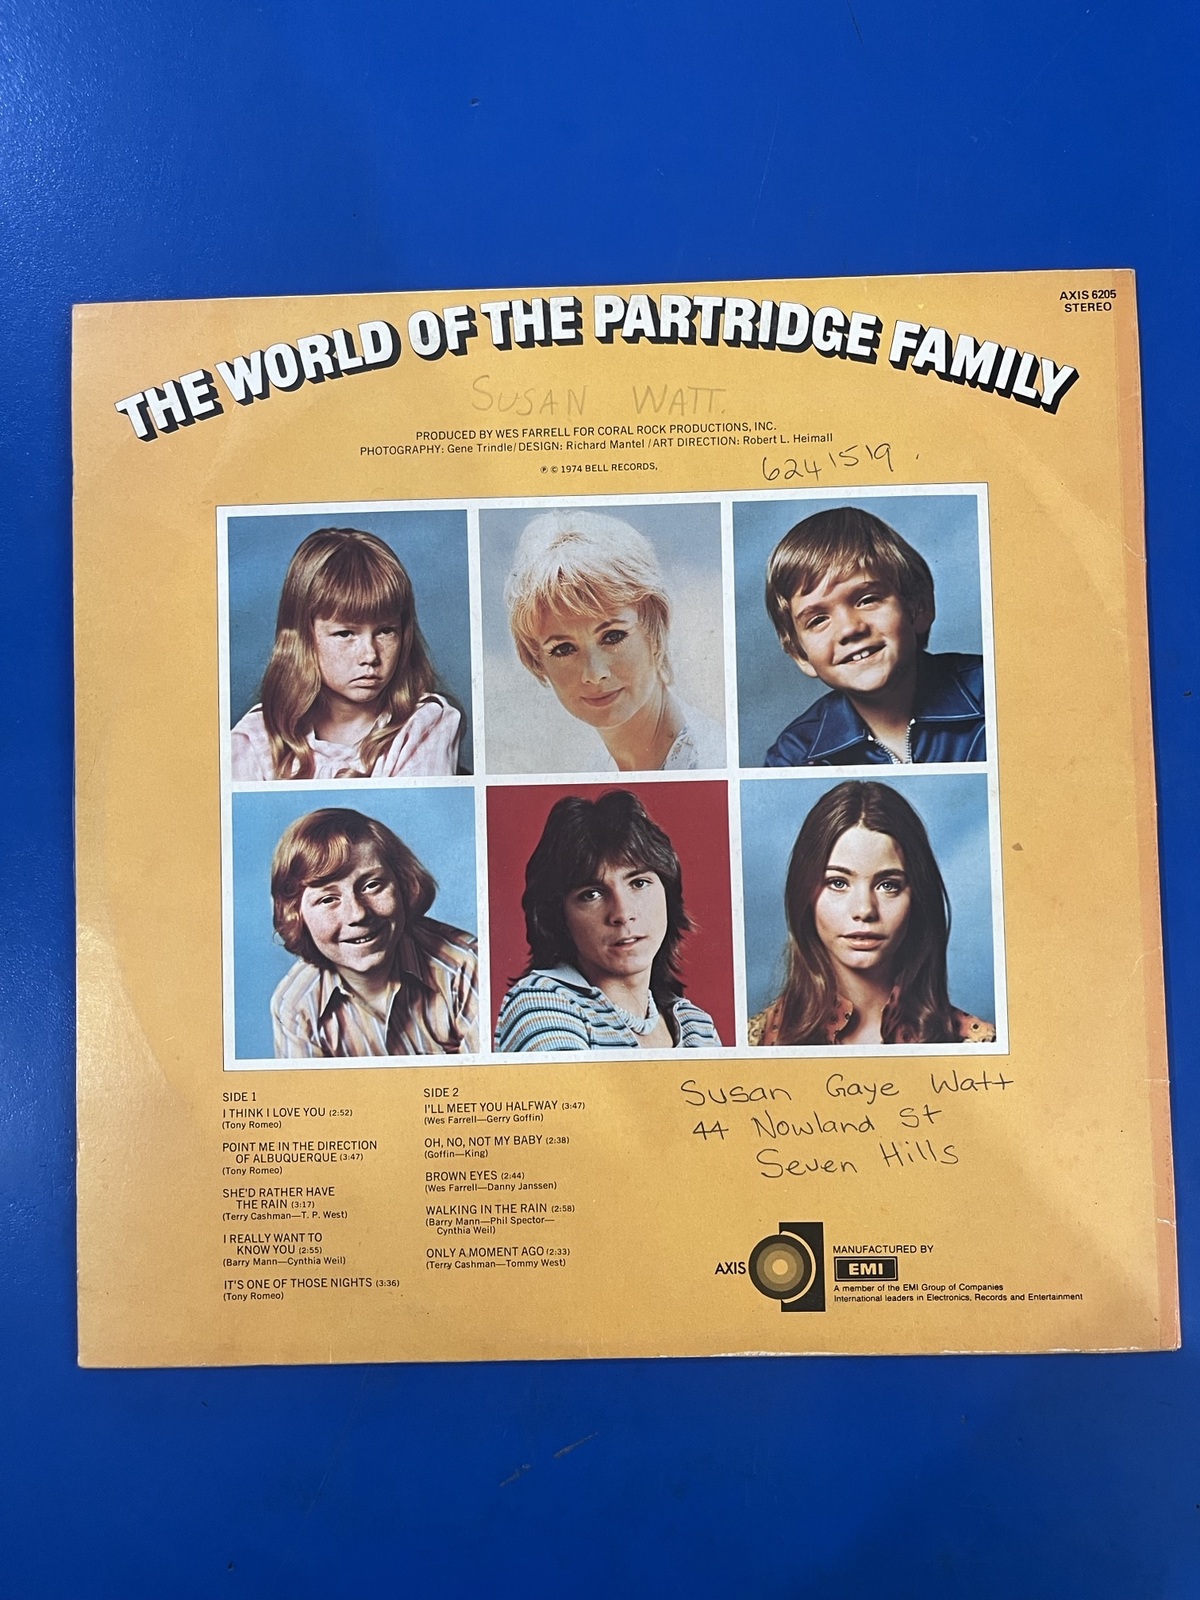 AXIS 6205
STEREO
THE WORLD OF THE PARTRIDGE FAMILY
SUSAN WATT.
PRODUCED BY WES FARRELL FOR CORAL ROCK PRODUCTIONS, INC.
PHOTOGRAPHY: Gene Trindle/DESIGN: Richard Mantel/ART DIRECTION: Robert L. Heimall
℗ © 1974 BELL RECORDS,
6241519.
SIDE 1
I THINK I LOVE YOU (2:52)
(Tony Romeo)
POINT ME IN THE DIRECTION
OF ALBUQUERQUE (3:47)
(Tony Romeo)
SHE'D RATHER HAVE
THE RAIN (3:17)
(Terry Cashman—T. P. West)
I REALLY WANT TO
KNOW YOU (2:55)
(Barry Mann—Cynthia Weil)
IT'S ONE OF THOSE NIGHTS (3:36)
(Tony Romeo)
SIDE 2
I'LL MEET YOU HALFWAY (3:47)
(Wes Farrell—Gerry Goffin)
OH, NO, NOT MY BABY (2:38)
(Goffin—King)
BROWN EYES (2:44)
(Wes Farrell—Danny Janssen)
WALKING IN THE RAIN (2:58)
(Barry Mann—Phil Spector—
Cynthia Weil)
ONLY A MOMENT AGO (2:33)
(Terry Cashman—Tommy West)
Susan Gaye Watt
44 Nowland St
Seven Hills
AXIS
MANUFACTURED BY
EMI
A member of the EMI Group of Companies
International leaders in Electronics, Records and Entertainment